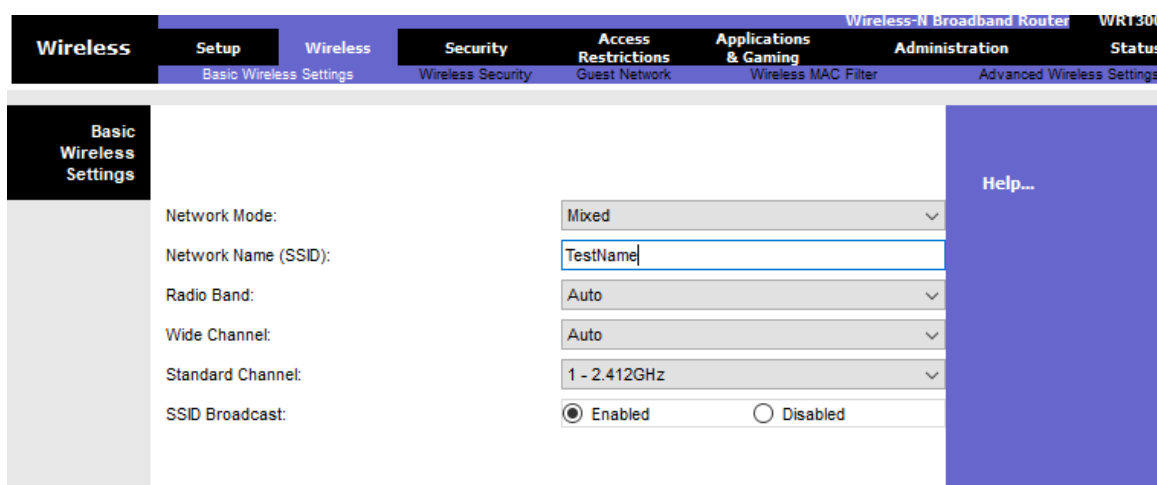 Wireless-N Broadband Router WRT300
Wireless
Setup Wireless Security Access Restrictions Applications & Gaming Administration Status
Basic Wireless Settings Wireless Security Guest Network Wireless MAC Filter Advanced Wireless Settings
Basic
Wireless
Settings
Help...
Network Mode: Mixed
Network Name (SSID): TestName
Radio Band: Auto
Wide Channel: Auto
Standard Channel: 1 - 2.412GHz
SSID Broadcast: Enabled Disabled